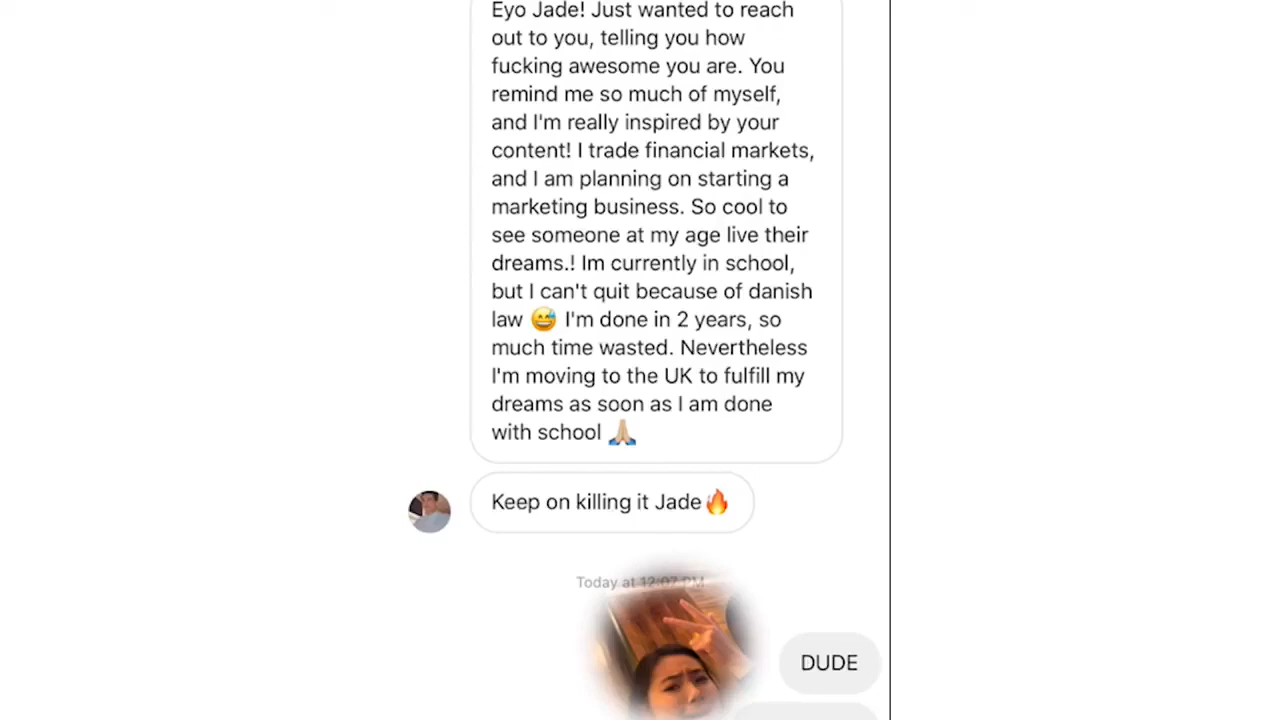 Eyo Jade! Just wanted to reach
out to you, telling you how
fucking awesome you are. You
remind me so much of myself,
and I'm really inspired by your
content! I trade financial markets,
and I am planning on starting a
marketing business. So cool to
see someone at my age live their
dreams.! Im currently in school,
but I can't quit because of danish
law 😅 I'm done in 2 years, so
much time wasted. Nevertheless
I'm moving to the UK to fulfill my
dreams as soon as I am done
with school 🙏🏼
Keep on killing it Jade🔥
Today at 12:07 PM
DUDE